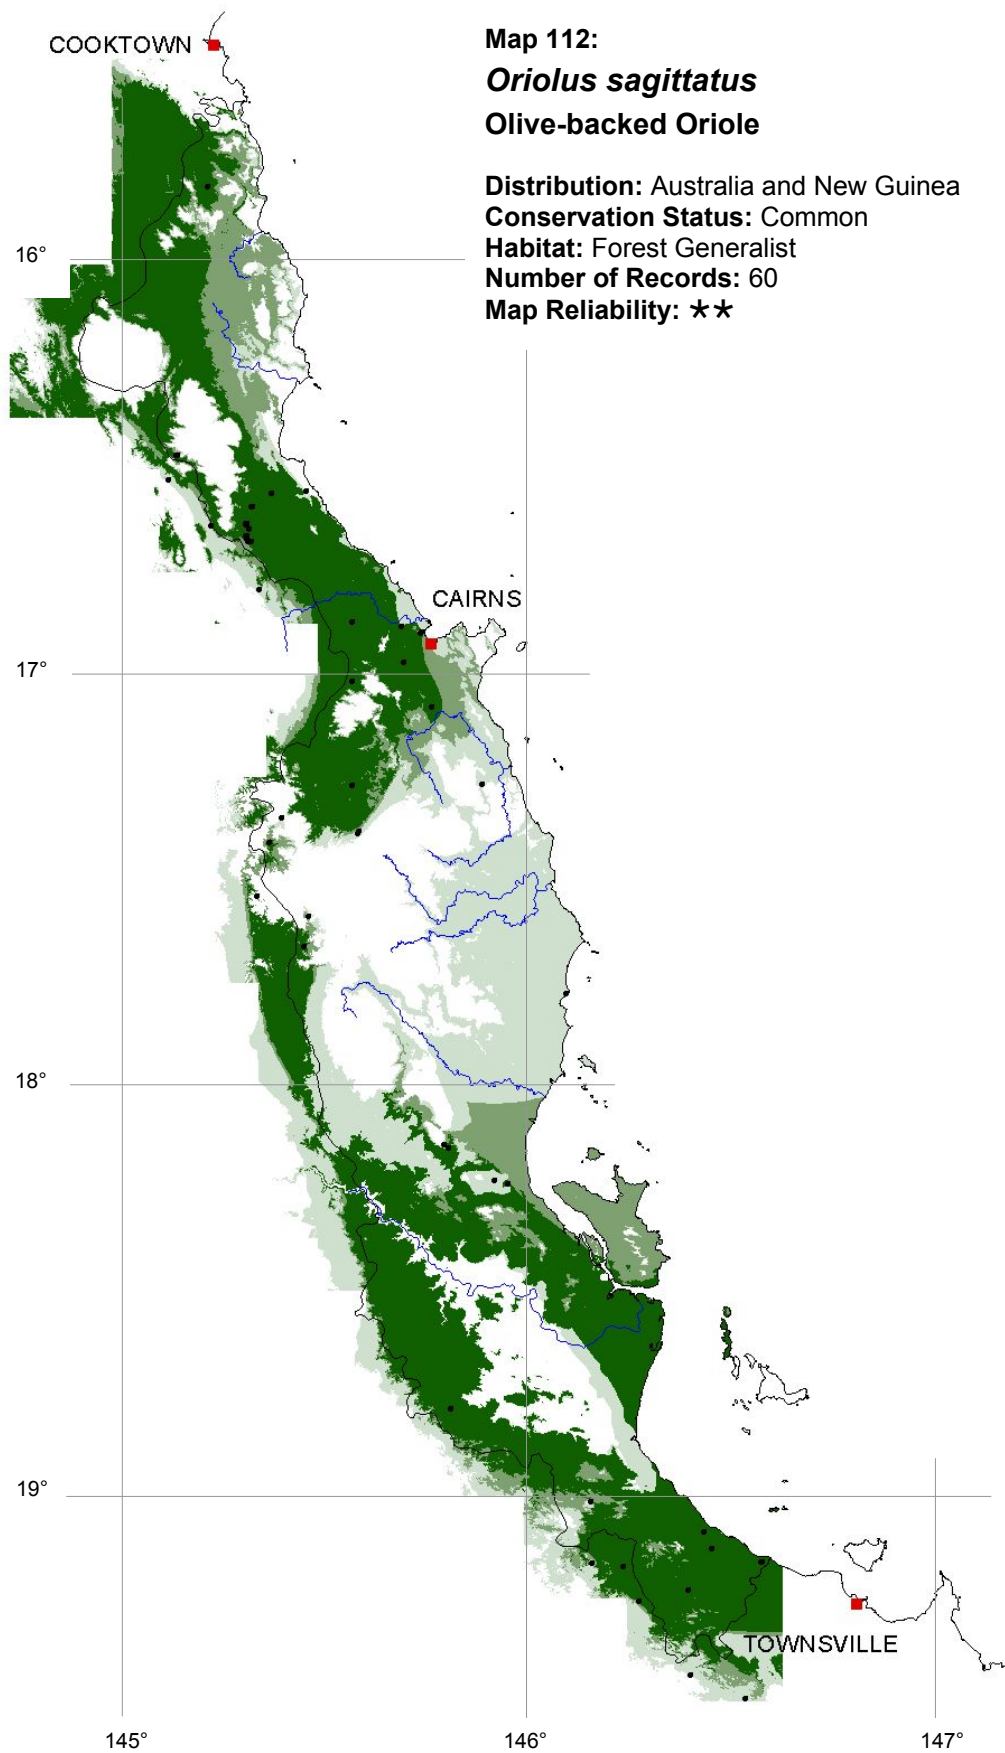 Map 112:
Oriolus sagittatus
Olive-backed Oriole
Distribution: Australia and New Guinea
Conservation Status: Common
Habitat: Forest Generalist
Number of Records: 60
Map Reliability: **
COOKTOWN
16°
CAIRNS
17°
18°
19°
TOWNSVILLE
145°
146°
147°